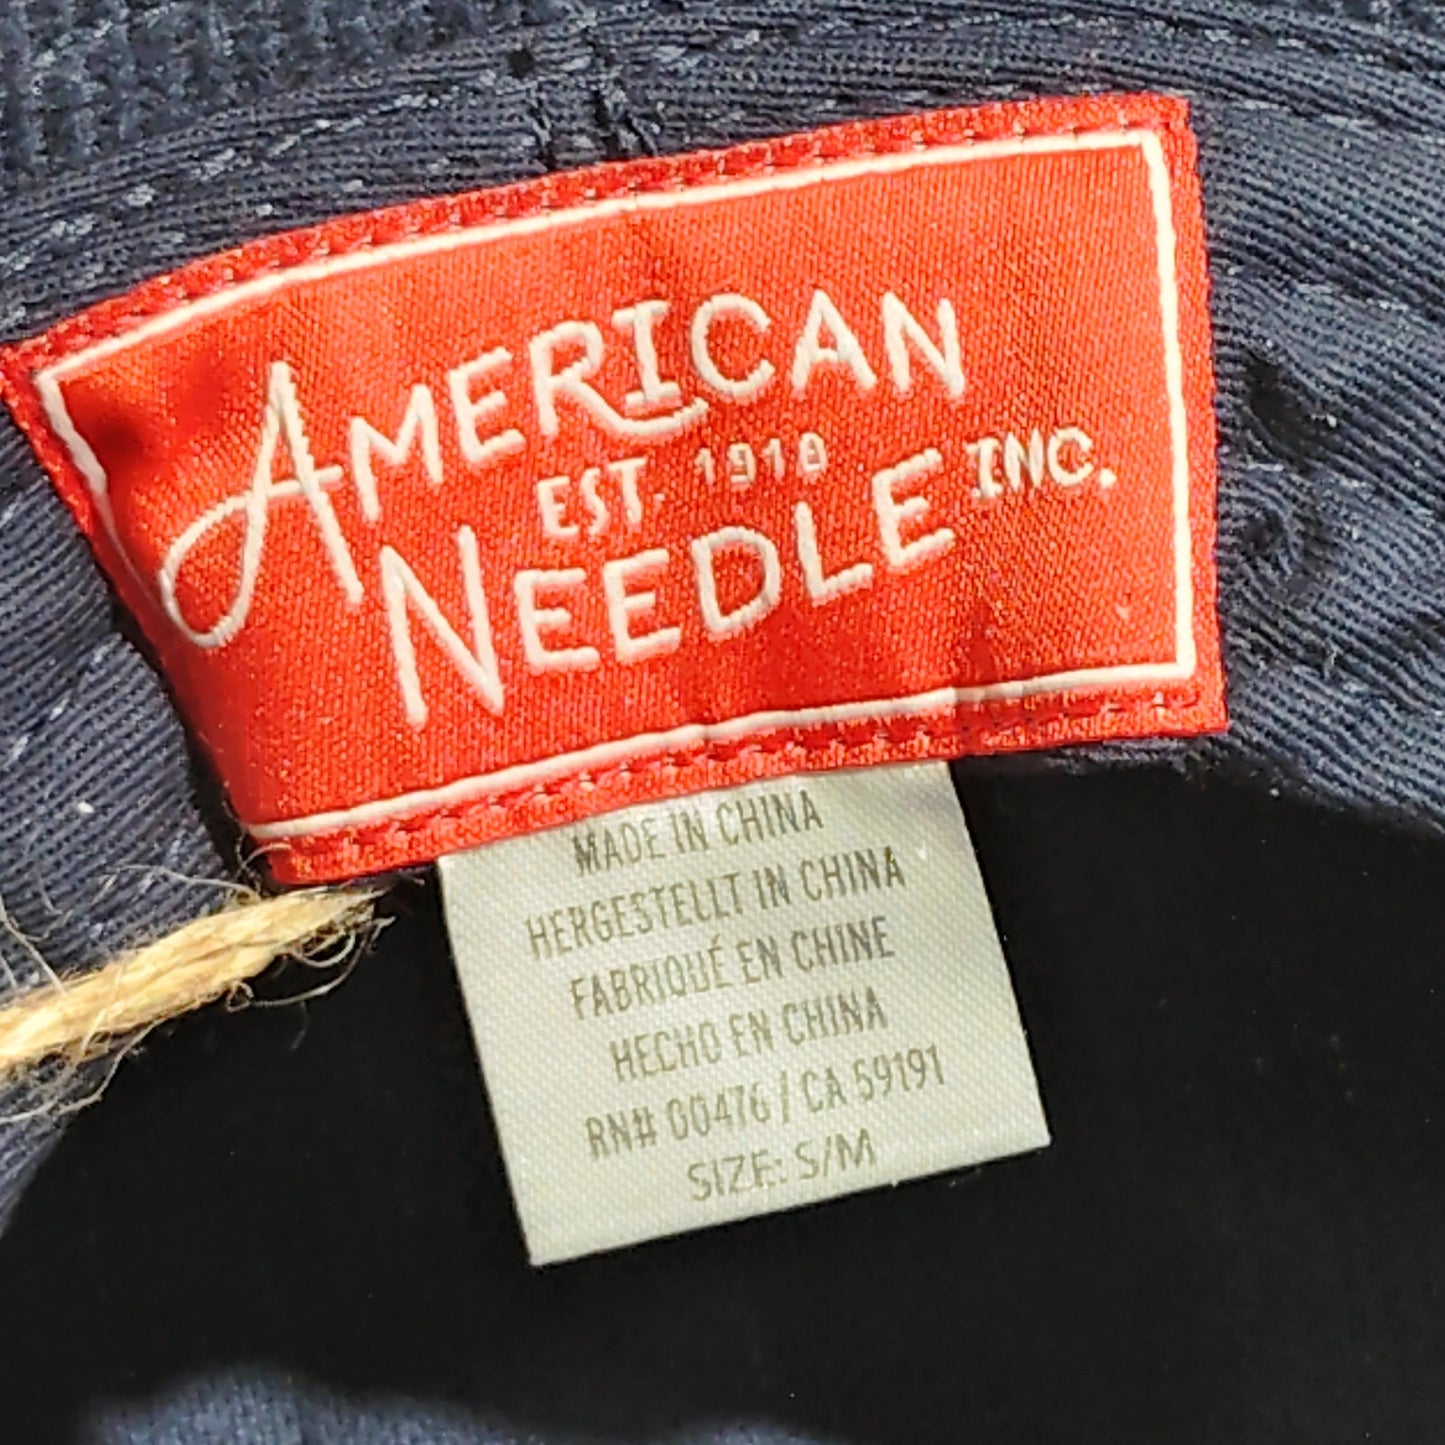 AMERICAN
EST. 1918
NEEDLE INC.
MADE IN CHINA
HERGESTELLT IN CHINA
FABRIQUÉ EN CHINE
HECHO EN CHINA
RN# 00476 / CA 59191
SIZE: S/M